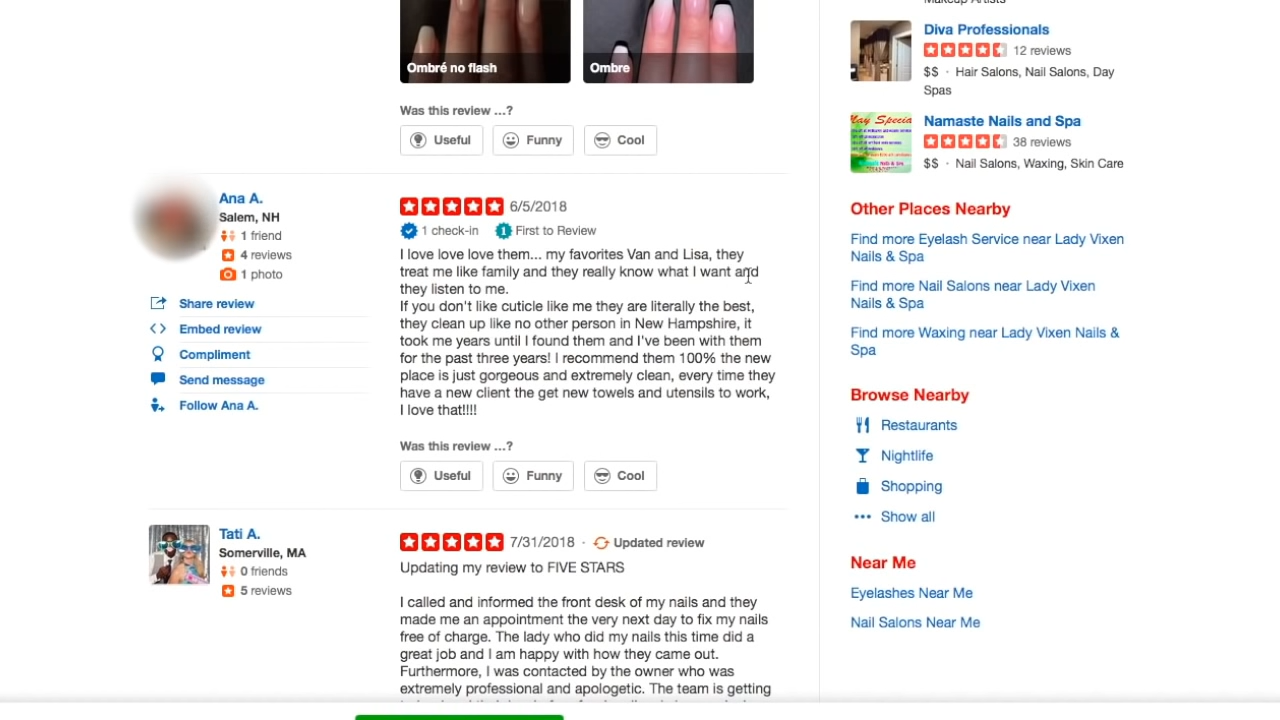 Makeup Artists
Ombré no flash
Ombre
Was this review ...?
Useful
Funny
Cool
Ana A.
Salem, NH
1 friend
4 reviews
1 photo
Share review
Embed review
Compliment
Send message
Follow Ana A.
6/5/2018
1 check-in
First to Review
I love love love them... my favorites Van and Lisa, they
treat me like family and they really know what I want and
they listen to me.
If you don't like cuticle like me they are literally the best,
they clean up like no other person in New Hampshire, it
took me years until I found them and I've been with them
for the past three years! I recommend them 100% the new
place is just gorgeous and extremely clean, every time they
have a new client the get new towels and utensils to work,
I love that!!!!
Was this review ...?
Useful
Funny
Cool
Tati A.
Somerville, MA
0 friends
5 reviews
7/31/2018 · Updated review
Updating my review to FIVE STARS
I called and informed the front desk of my nails and they
made me an appointment the very next day to fix my nails
free of charge. The lady who did my nails this time did a
great job and I am happy with how they came out.
Furthermore, I was contacted by the owner who was
extremely professional and apologetic. The team is getting
Diva Professionals
12 reviews
$$ · Hair Salons, Nail Salons, Day
Spas
Namaste Nails and Spa
38 reviews
$$ · Nail Salons, Waxing, Skin Care
Other Places Nearby
Find more Eyelash Service near Lady Vixen
Nails & Spa
Find more Nail Salons near Lady Vixen
Nails & Spa
Find more Waxing near Lady Vixen Nails &
Spa
Browse Nearby
Restaurants
Nightlife
Shopping
Show all
Near Me
Eyelashes Near Me
Nail Salons Near Me